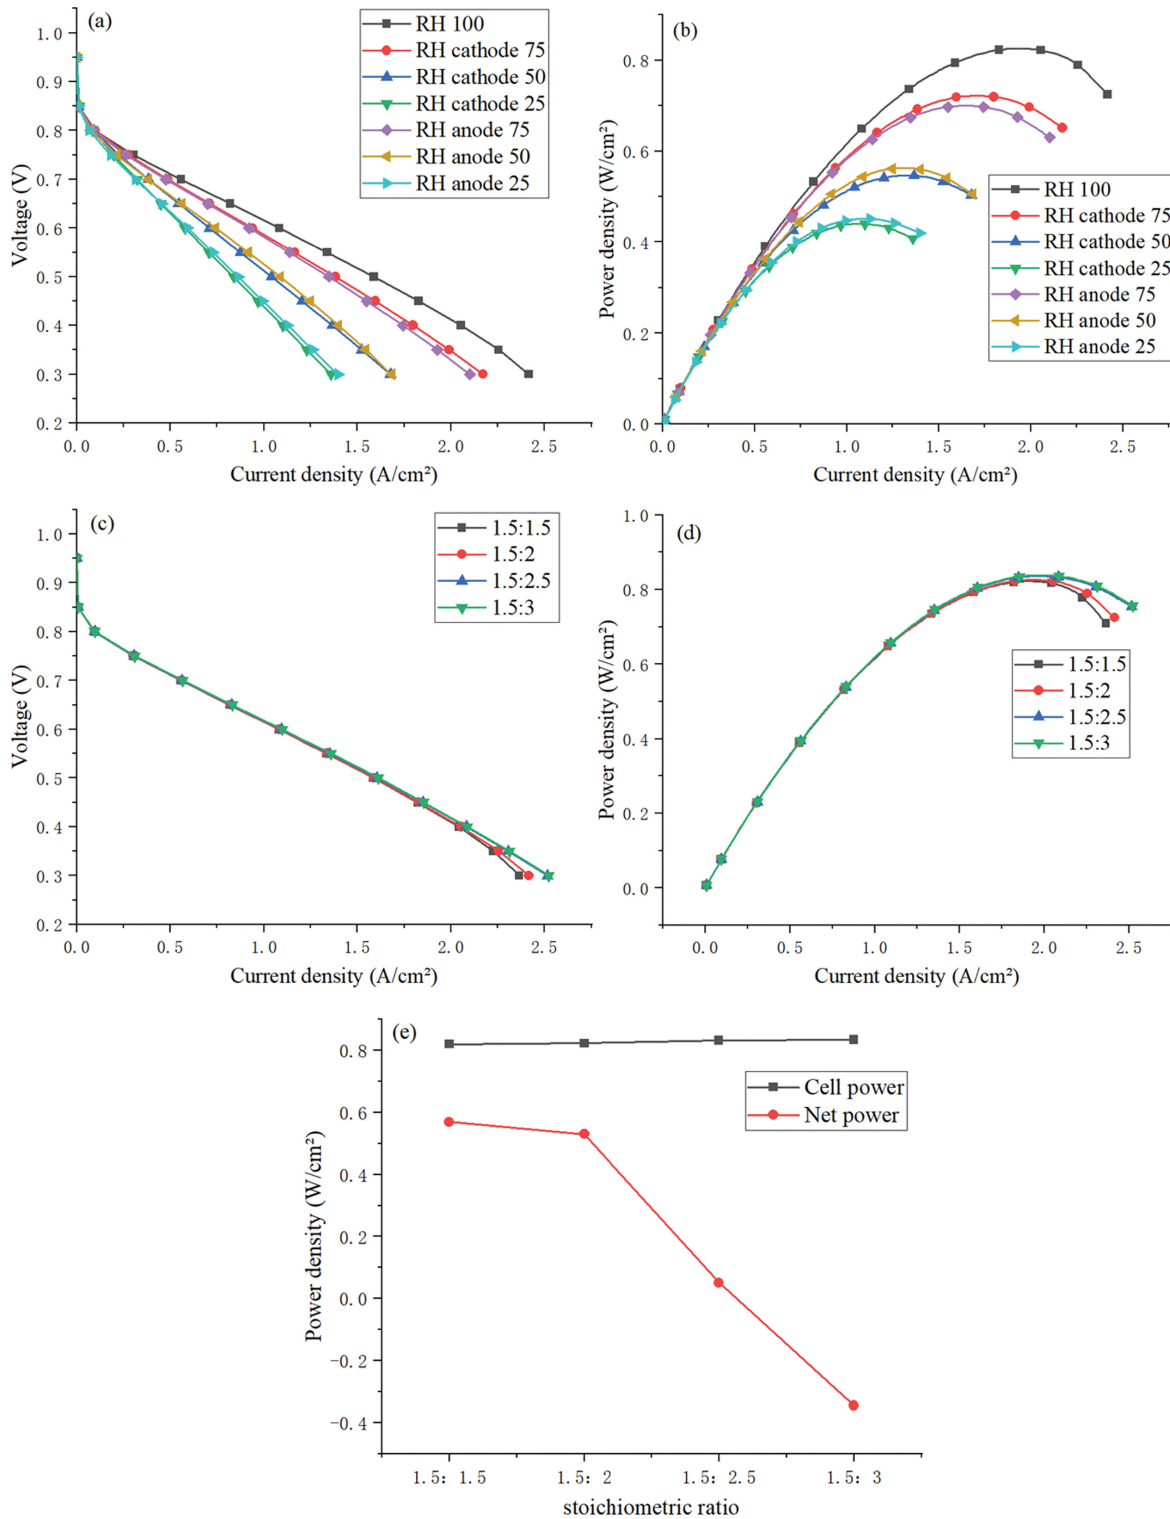 (a)
RH 100
RH cathode 75
RH cathode 50
RH cathode 25
RH anode 75
RH anode 50
RH anode 25
1.0
0.9
0.8
0.7
0.6
0.5
0.4
0.3
0.2
Voltage (V)
0.0 0.5 1.0 1.5 2.0 2.5
Current density (A/cm²)
(b)
0.8
0.6
0.4
0.2
0.0
Power density (W/cm²)
RH 100
RH cathode 75
RH cathode 50
RH cathode 25
RH anode 75
RH anode 50
RH anode 25
0.0 0.5 1.0 1.5 2.0 2.5
Current density (A/cm²)
(c)
1.5:1.5
1.5:2
1.5:2.5
1.5:3
1.0
0.9
0.8
0.7
0.6
0.5
0.4
0.3
0.2
Voltage (V)
0.0 0.5 1.0 1.5 2.0 2.5
Current density (A/cm²)
(d)
1.0
0.8
0.6
0.4
0.2
0.0
Power density (W/cm²)
1.5:1.5
1.5:2
1.5:2.5
1.5:3
0.0 0.5 1.0 1.5 2.0 2.5
Current density (A/cm²)
(e)
Cell power
Net power
0.8
0.6
0.4
0.2
0.0
-0.2
-0.4
Power density (W/cm²)
1.5: 1.5 1.5: 2 1.5: 2.5 1.5: 3
stoichiometric ratio